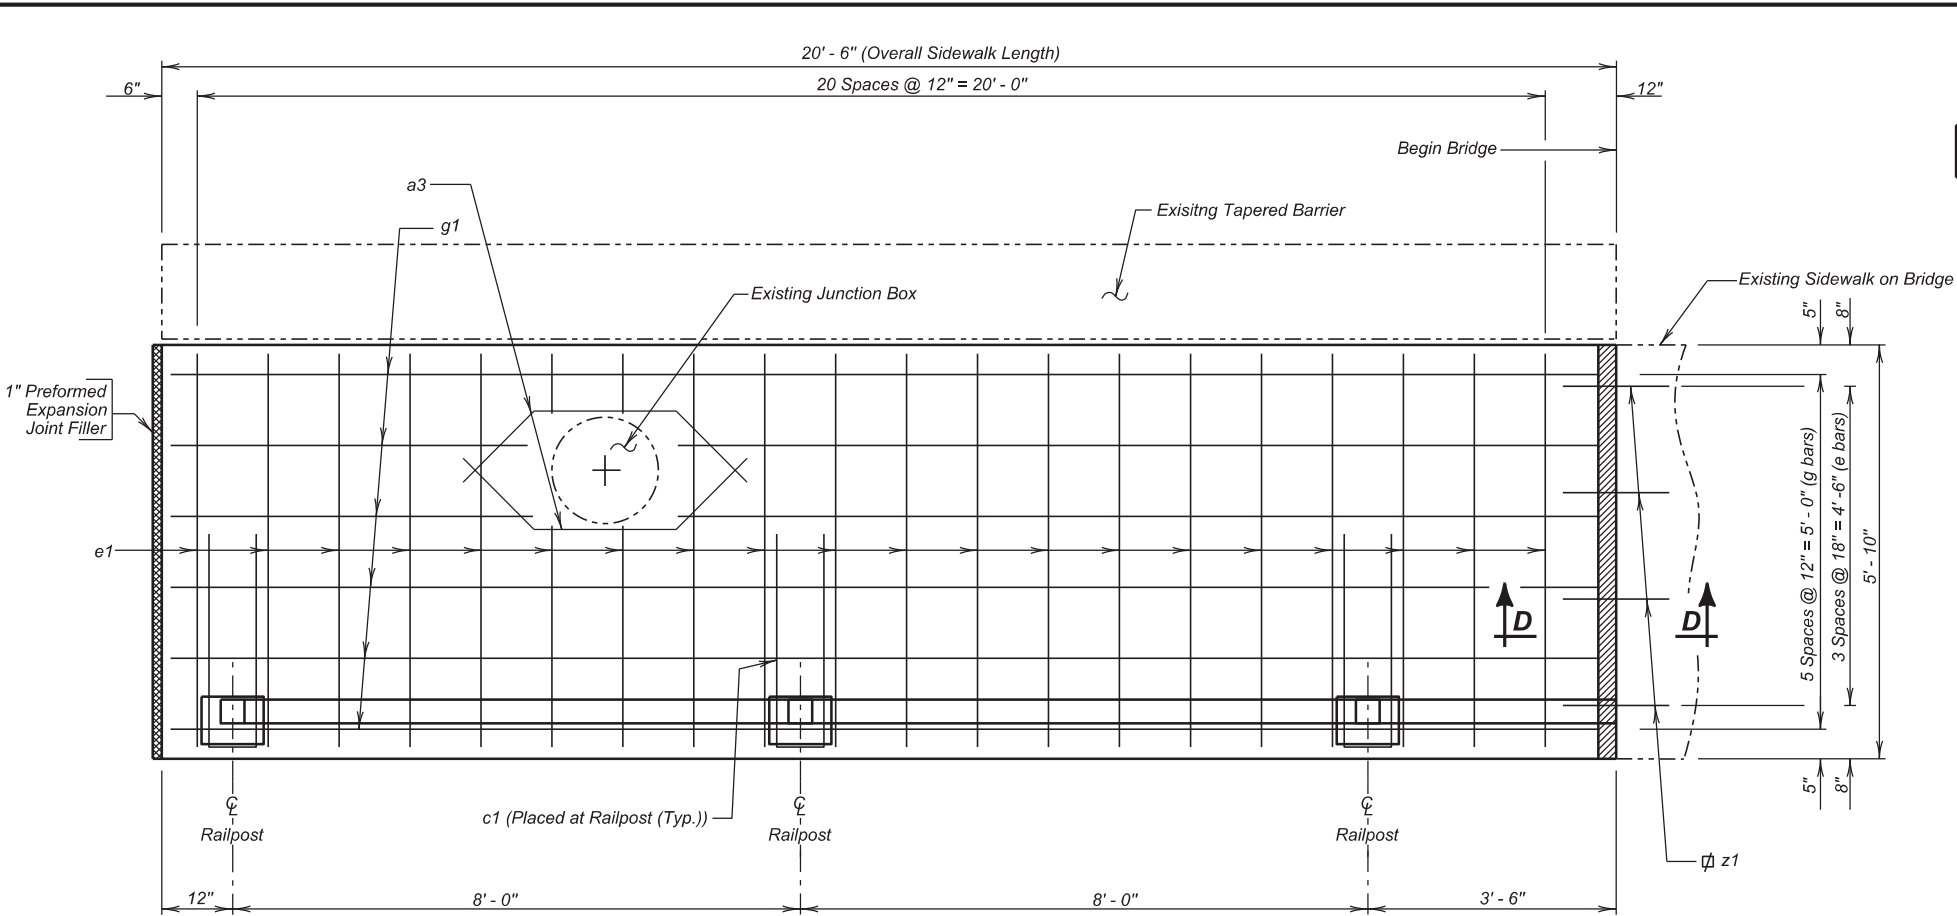 20' - 6" (Overall Sidewalk Length)
6"
20 Spaces @ 12" = 20' - 0"
12"
Begin Bridge
a3
g1
Exisitng Tapered Barrier
Existing Junction Box
Existing Sidewalk on Bridge
5"
8"
1" Preformed
Expansion
Joint Filler
e1
5 Spaces @ 12" = 5' - 0" (g bars)
3 Spaces @ 18" = 4' -6" (e bars)
5' - 10"
D
D
5"
8"
℄
Railpost
c1 (Placed at Railpost (Typ.))
℄
Railpost
℄
Railpost
z1
12"
8' - 0"
8' - 0"
3' - 6"